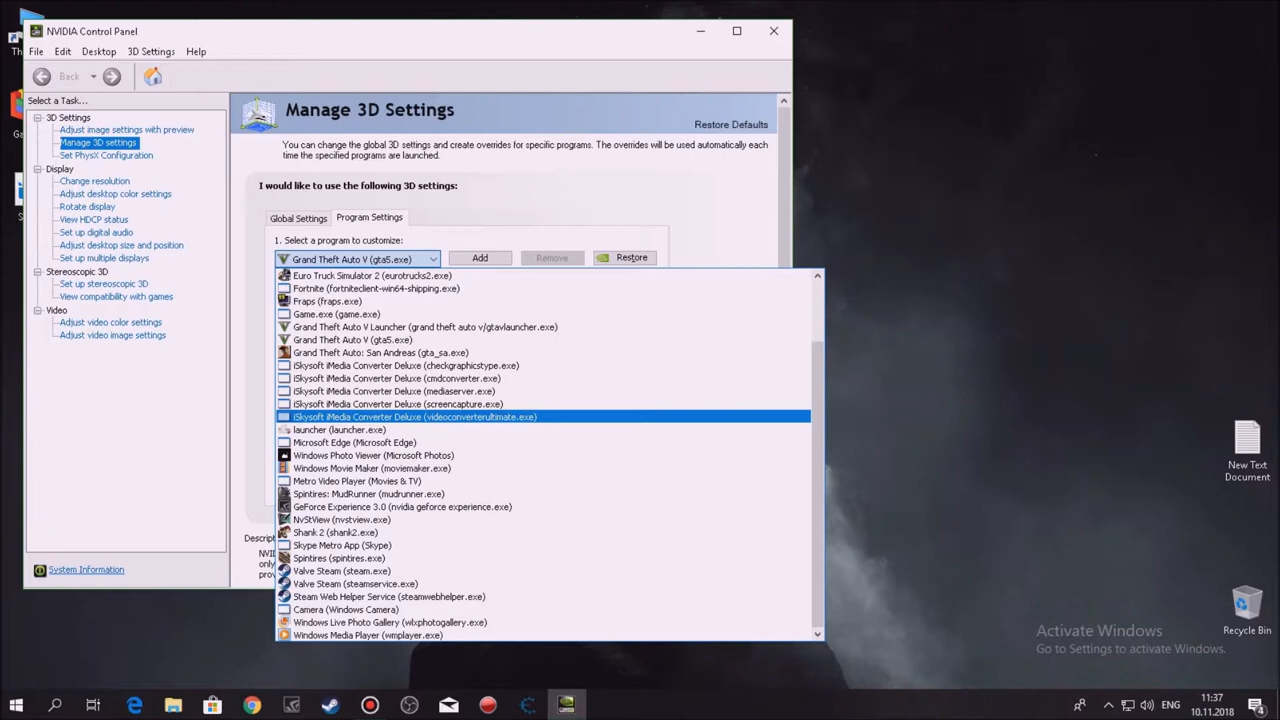 NVIDIA Control Panel
File Edit Desktop 3D Settings Help
Back
Select a Task...
3D Settings
Adjust image settings with preview
Manage 3D settings
Set PhysX Configuration
Display
Change resolution
Adjust desktop color settings
Rotate display
View HDCP status
Set up digital audio
Adjust desktop size and position
Set up multiple displays
Stereoscopic 3D
Set up stereoscopic 3D
View compatibility with games
Video
Adjust video color settings
Adjust video image settings
System Information
Manage 3D Settings
Restore Defaults
You can change the global 3D settings and create overrides for specific programs. The overrides will be used automatically each
time the specified programs are launched.
I would like to use the following 3D settings:
Global Settings Program Settings
1. Select a program to customize:
Grand Theft Auto V (gta5.exe) Add Remove Restore
Euro Truck Simulator 2 (eurotrucks2.exe)
Fortnite (fortniteclient-win64-shipping.exe)
Fraps (fraps.exe)
Game.exe (game.exe)
Grand Theft Auto V Launcher (grand theft auto v/gtavlauncher.exe)
Grand Theft Auto V (gta5.exe)
Grand Theft Auto: San Andreas (gta_sa.exe)
iSkysoft iMedia Converter Deluxe (checkgraphicstype.exe)
iSkysoft iMedia Converter Deluxe (cmdconverter.exe)
iSkysoft iMedia Converter Deluxe (mediaserver.exe)
iSkysoft iMedia Converter Deluxe (screencapture.exe)
iSkysoft iMedia Converter Deluxe (videoconverterultimate.exe)
launcher (launcher.exe)
Microsoft Edge (Microsoft Edge)
Windows Photo Viewer (Microsoft Photos)
Windows Movie Maker (moviemaker.exe)
Metro Video Player (Movies & TV)
Spintires: MudRunner (mudrunner.exe)
GeForce Experience 3.0 (nvidia geforce experience.exe)
NvStView (nvstview.exe)
Shank 2 (shank2.exe)
Skype Metro App (Skype)
Spintires (spintires.exe)
Valve Steam (steam.exe)
Valve Steam (steamservice.exe)
Steam Web Helper Service (steamwebhelper.exe)
Camera (Windows Camera)
Windows Live Photo Gallery (wlxphotogallery.exe)
Windows Media Player (wmplayer.exe)
Descript
NVID
only
prov
Th
Ga
S
New Text
Document
Recycle Bin
Activate Windows
Go to Settings to activate Windows.
ENG
11:37
10.11.2018
4